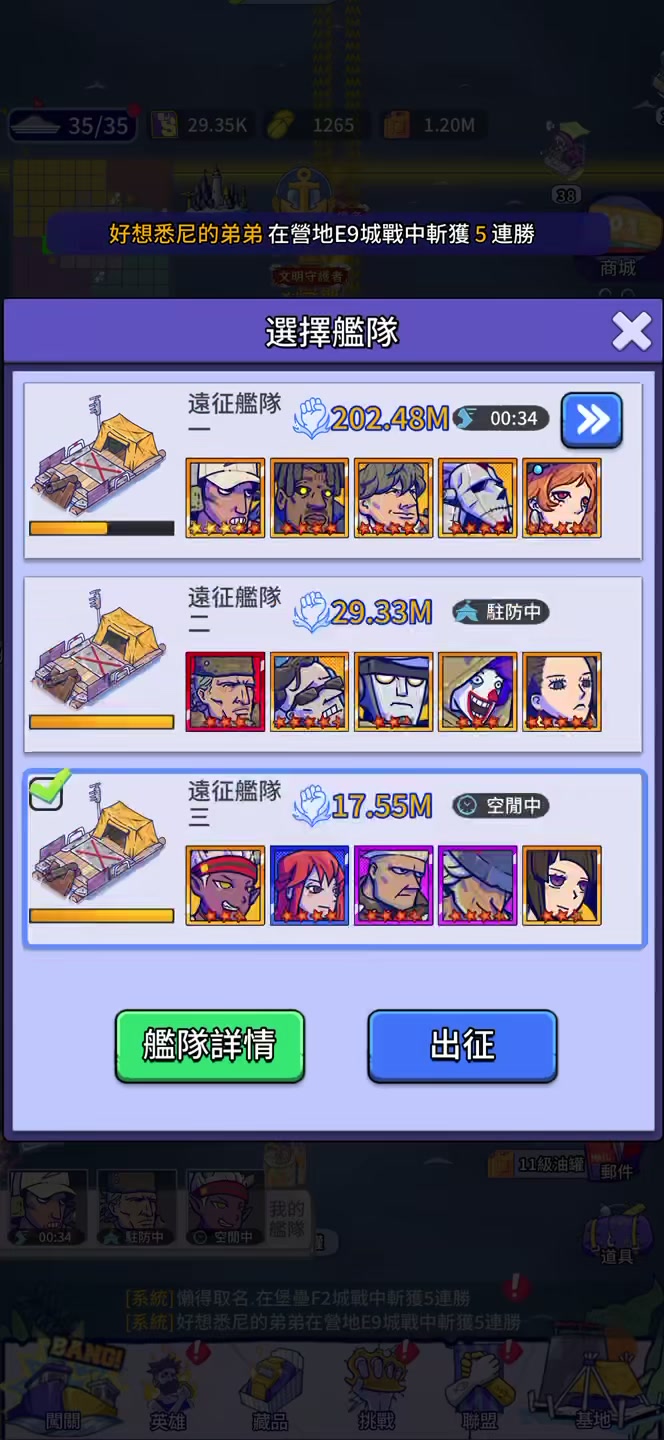 35/35 29.35K 1265 1.20M
38
好想悉尼的弟弟 在營地E9城戰中斬獲 5 連勝
商城
文明守護者
選擇艦隊
遠征艦隊一 202.48M 00:34
遠征艦隊二 29.33M 駐防中
遠征艦隊三 17.55M 空閒中
艦隊詳情 出征
11級油罐 郵件
00:34 駐防中 空閒中 我的艦隊
道具
[系統]懶得取名.在堡壘F2城戰中斬獲5連勝
[系統]好想悉尼的弟弟在營地E9城戰中斬獲5連勝
BANG!
闖關 英雄 藏品 挑戰 聯盟 基地